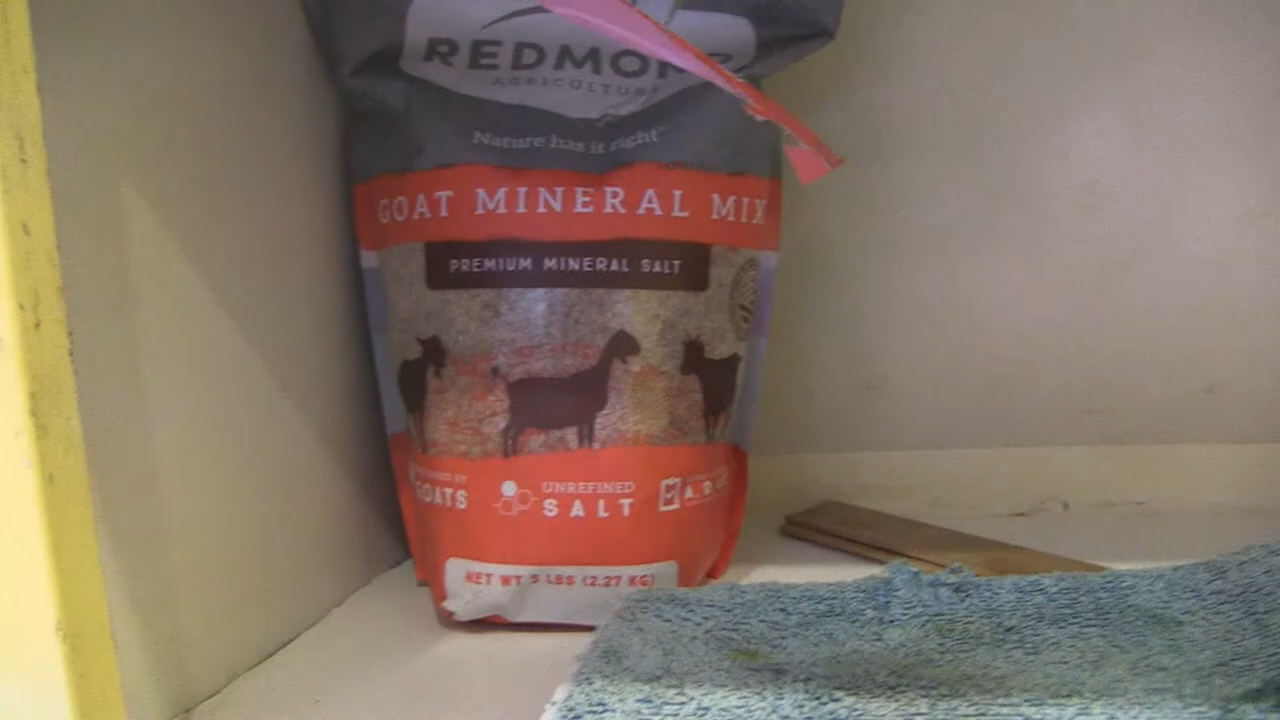 REDMOND
AGRICULTURE
Nature has it right
GOAT MINERAL MIX
PREMIUM MINERAL SALT
GOATS
UNREFINED
SALT
NET WT 5 LBS (2.27 KG)